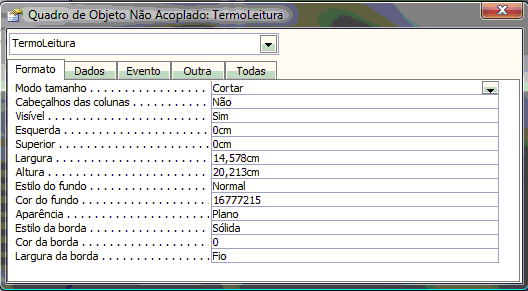 Quadro de Objeto Não Acoplado: TermoLeitura
TermoLeitura
Formato Dados Evento Outra Todas
Modo tamanho . . . . . . . . . . . . . . . . . Cortar
Cabeçalhos das colunas . . . . . . . . . . . Não
Visível . . . . . . . . . . . . . . . . . . . . . . . . Sim
Esquerda . . . . . . . . . . . . . . . . . . . . . . 0cm
Superior . . . . . . . . . . . . . . . . . . . . . . . 0cm
Largura . . . . . . . . . . . . . . . . . . . . . . . 14,578cm
Altura . . . . . . . . . . . . . . . . . . . . . . . . 20,213cm
Estilo do fundo . . . . . . . . . . . . . . . . . . Normal
Cor do fundo . . . . . . . . . . . . . . . . . . . 16777215
Aparência . . . . . . . . . . . . . . . . . . . . . Plano
Estilo da borda . . . . . . . . . . . . . . . . . . Sólida
Cor da borda . . . . . . . . . . . . . . . . . . . 0
Largura da borda . . . . . . . . . . . . . . . . Fio